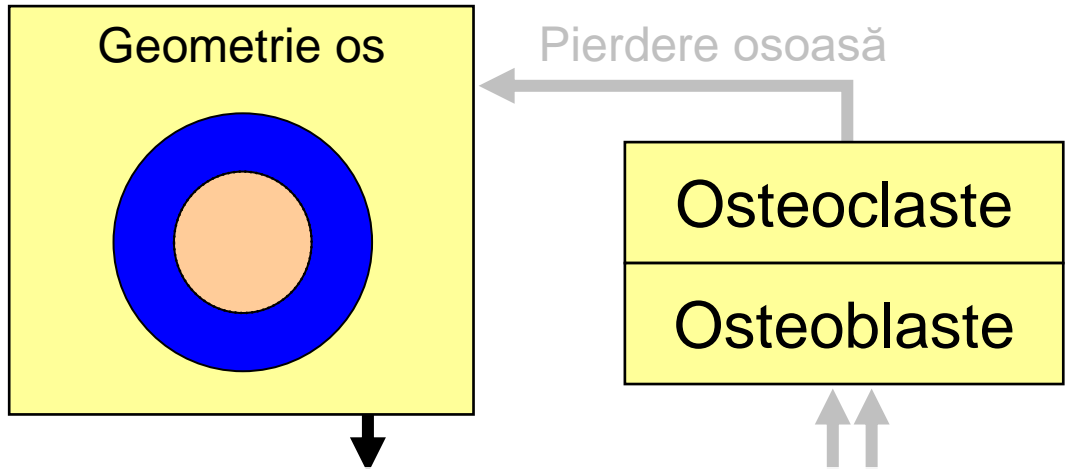 Geometrie os
Pierdere osoasă
Osteoclaste
Osteoblaste